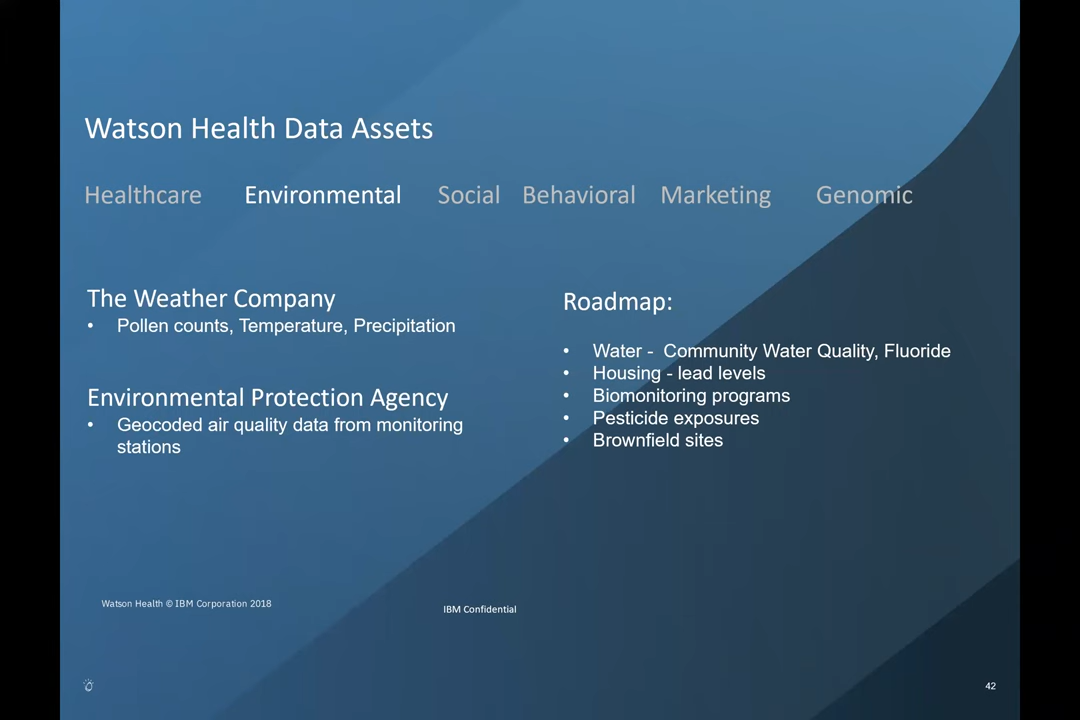 Watson Health Data Assets
Healthcare Environmental Social Behavioral Marketing Genomic
The Weather Company
• Pollen counts, Temperature, Precipitation
Environmental Protection Agency
• Geocoded air quality data from monitoring
stations
Roadmap:
• Water - Community Water Quality, Fluoride
• Housing - lead levels
• Biomonitoring programs
• Pesticide exposures
• Brownfield sites
Watson Health © IBM Corporation 2018
IBM Confidential
42